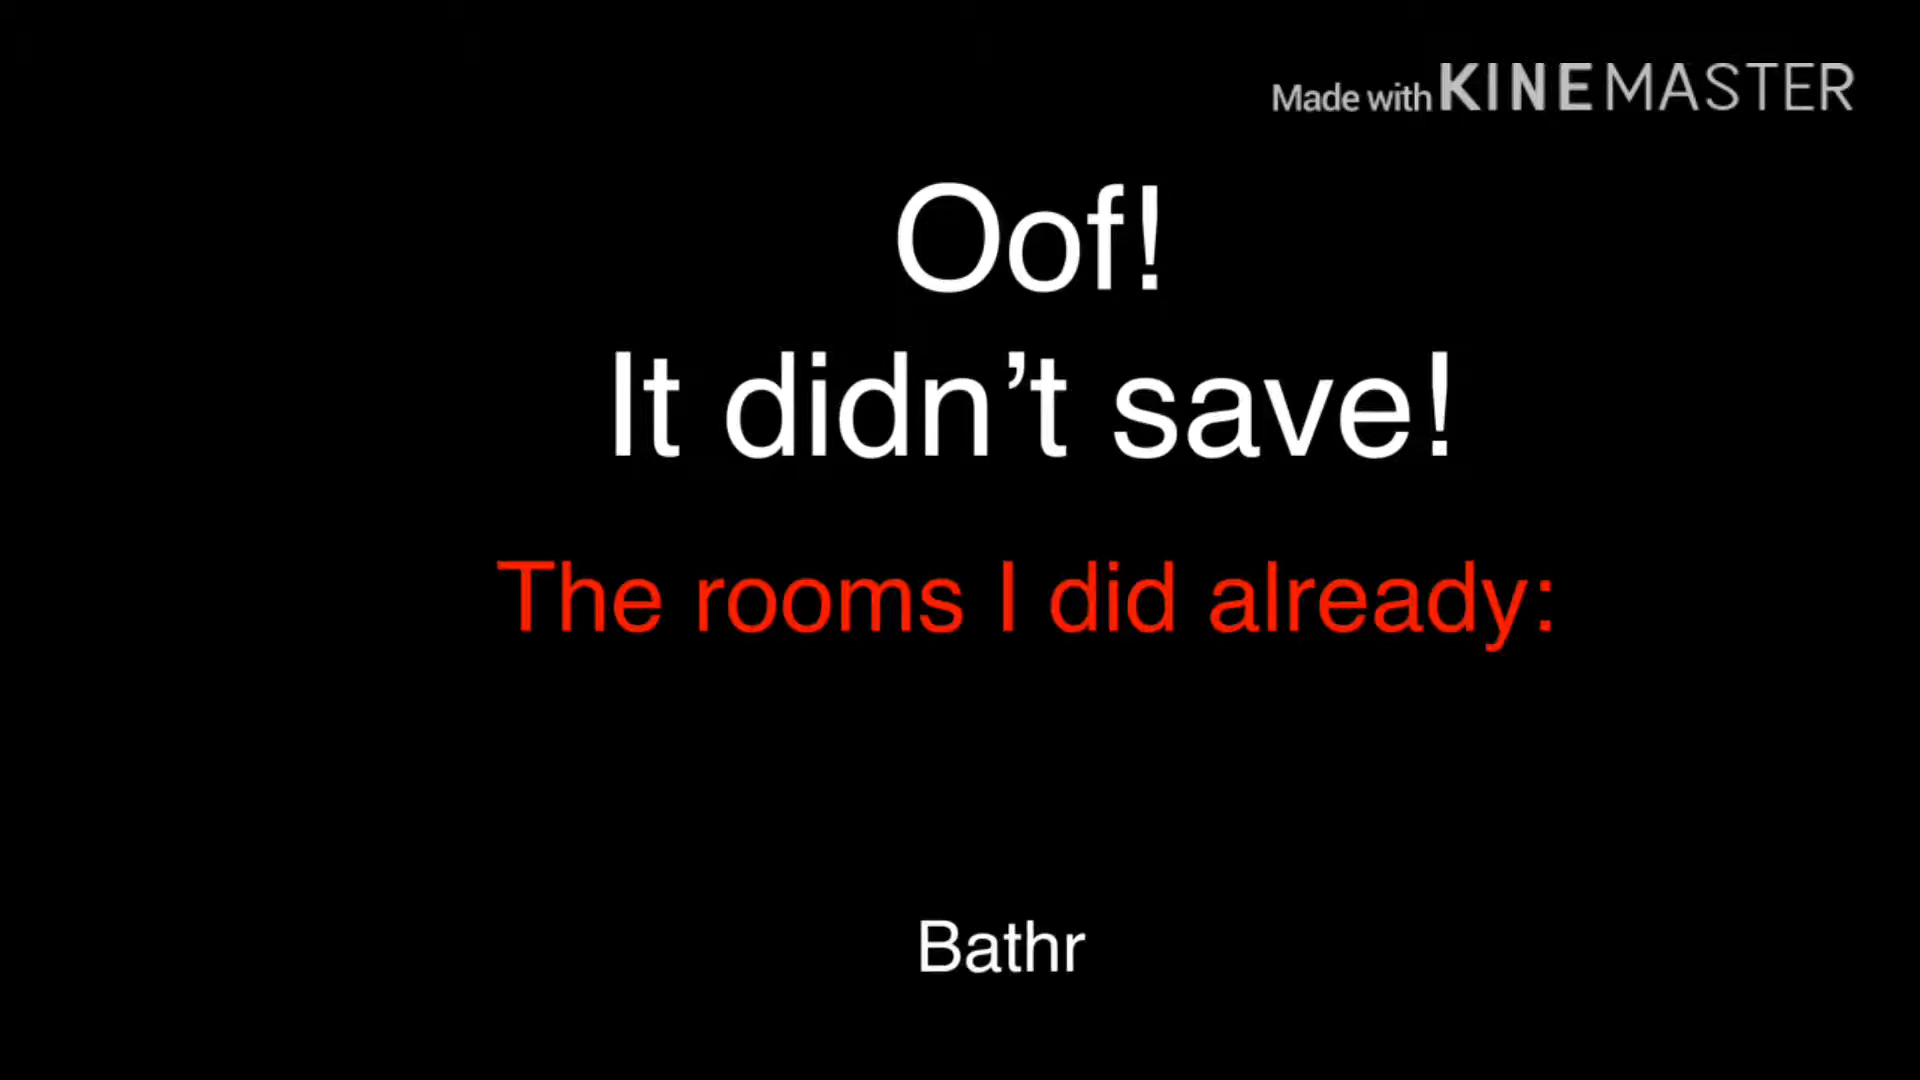 Made with KINEMASTER
Oof!
It didn’t save!
The rooms I did already:
Bathr